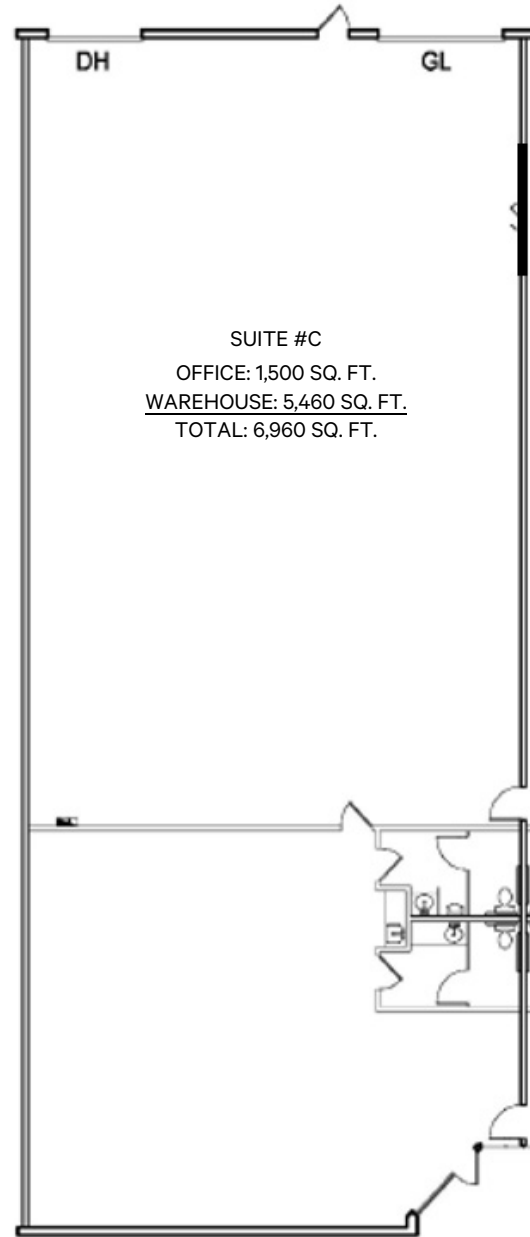 DH GL
SUITE #C
OFFICE: 1,500 SQ. FT.
WAREHOUSE: 5,460 SQ. FT.
TOTAL: 6,960 SQ. FT.